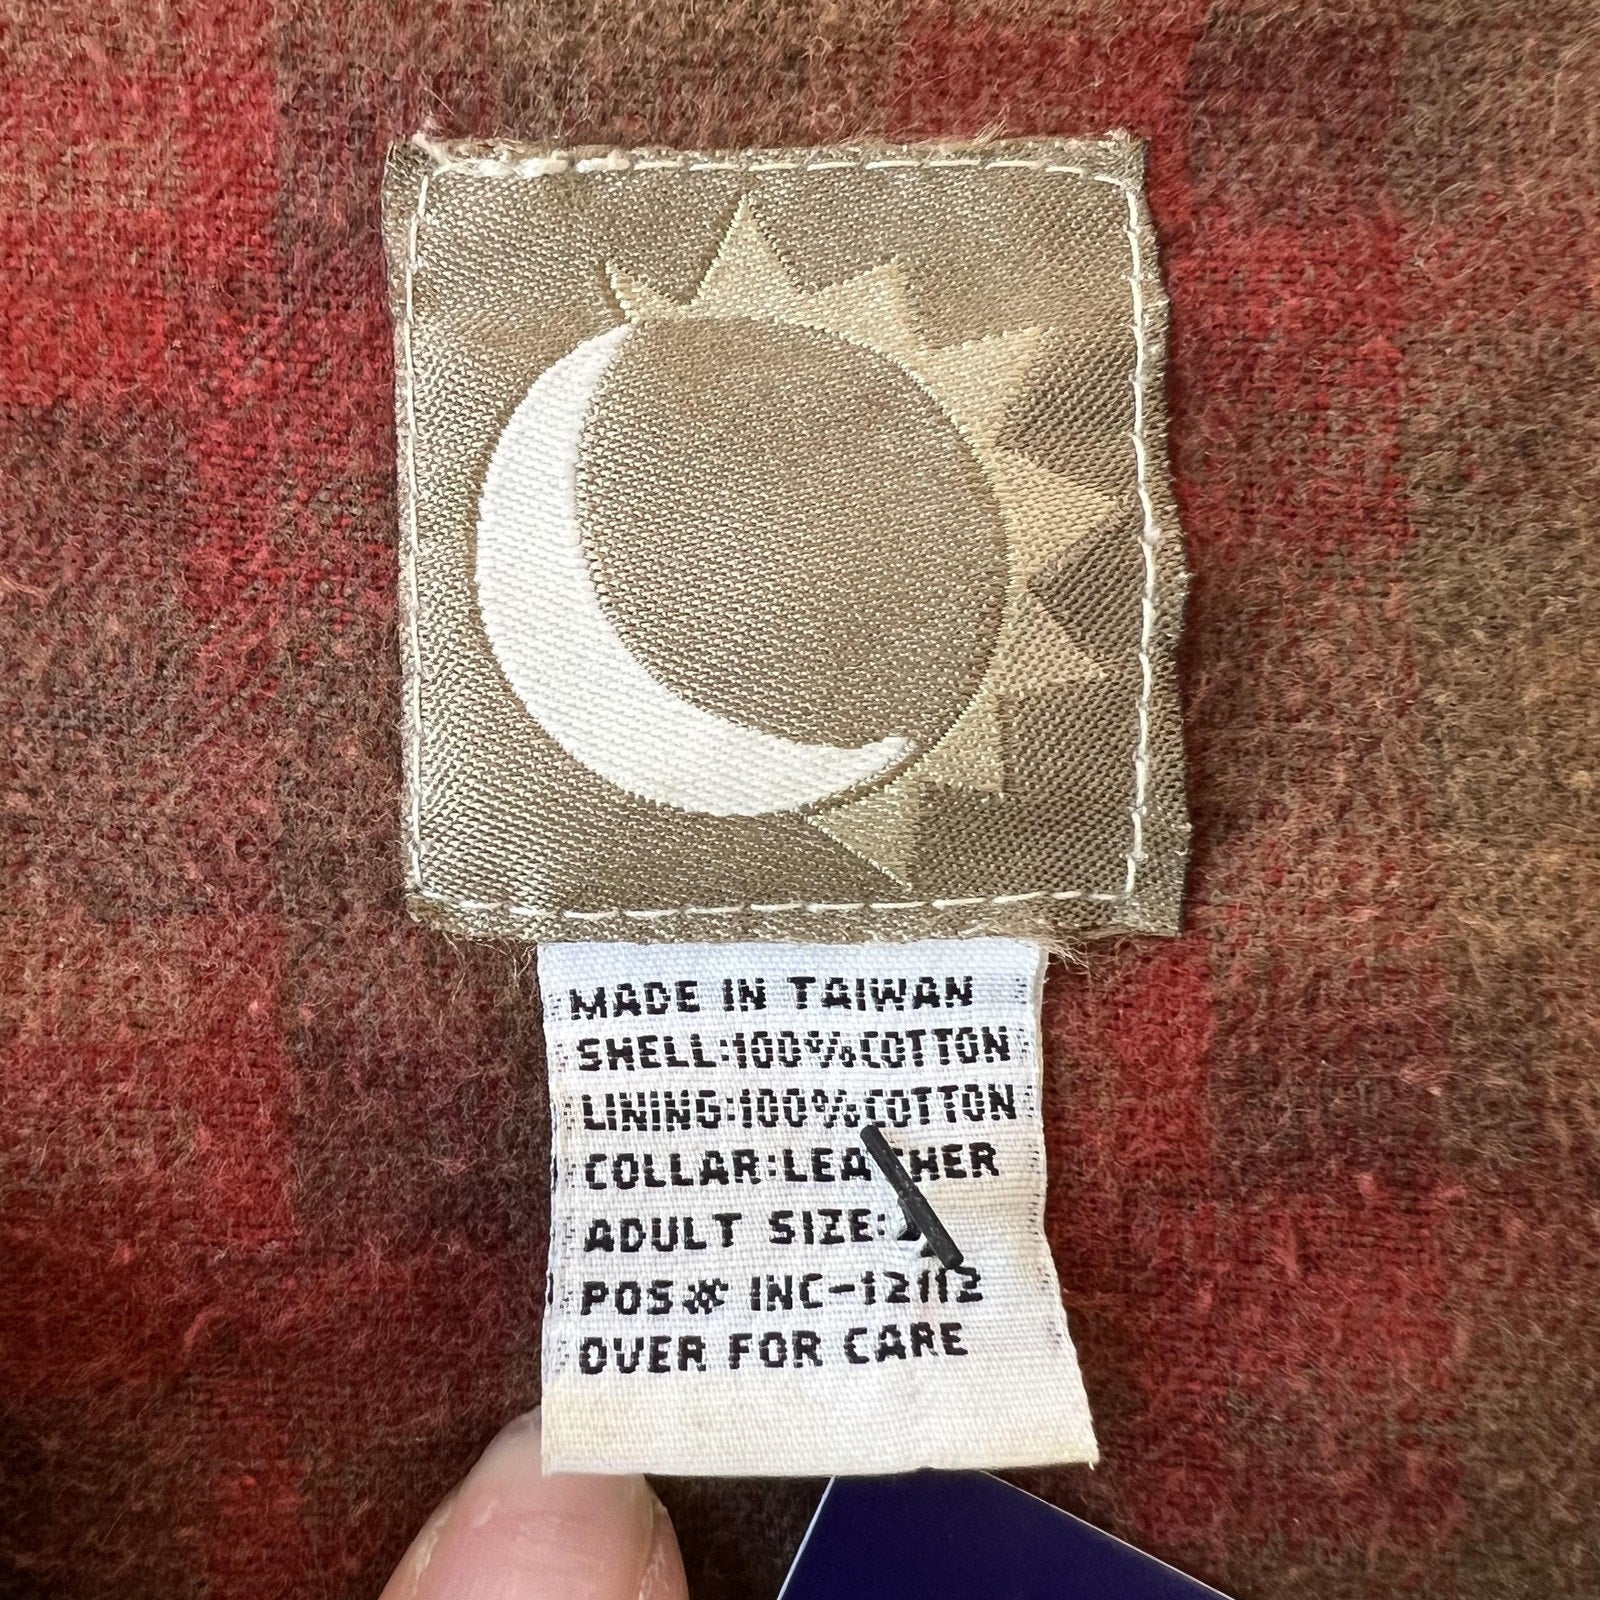 MADE IN TAIWAN
SHELL:100%COTTON
LINING:100%COTTON
COLLAR:LEATHER
ADULT SIZE:
POS# INC-12112
OVER FOR CARE